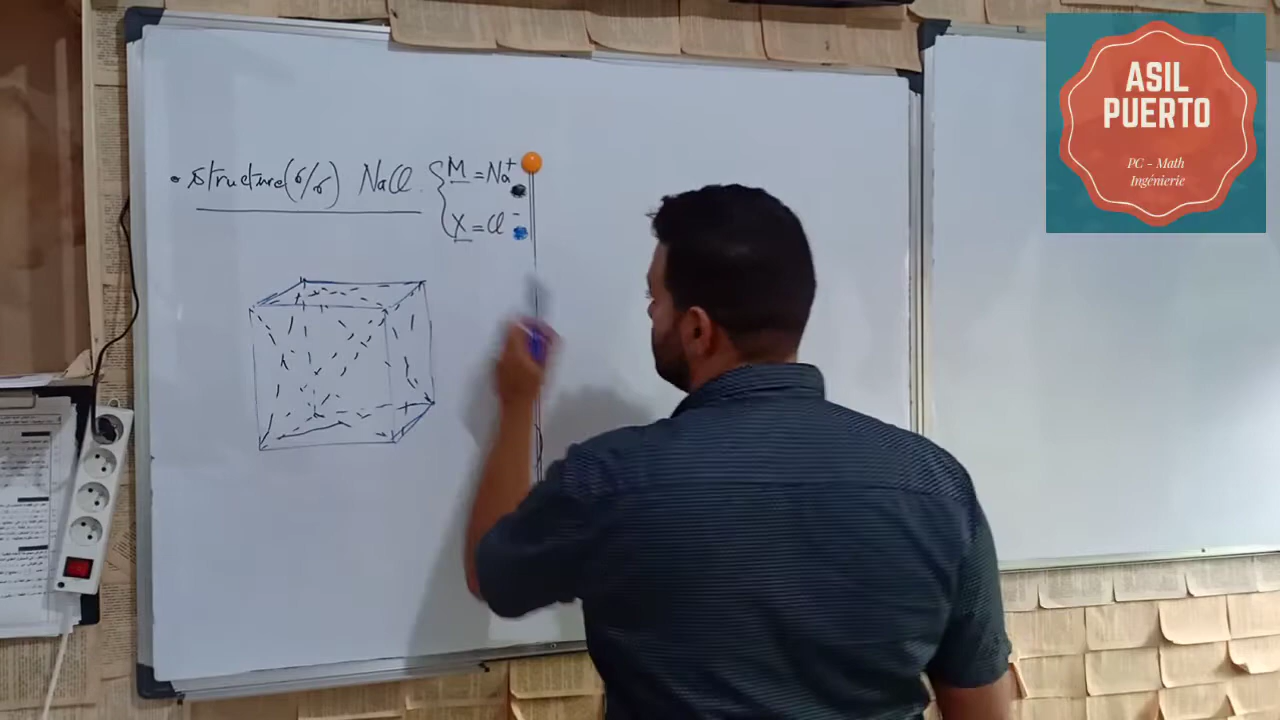 • structure (6/6) NaCl.
M = Na+
X = Cl-
ASIL
PUERTO
PC - Math
Ingénierie